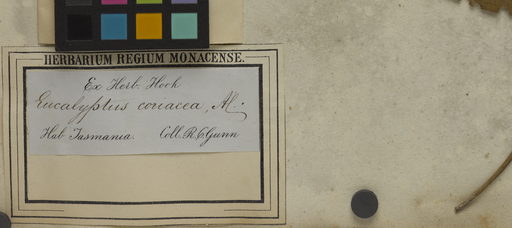 HERBARIUM REGIUM MONACENSE.
Ex Herb. Hook
Eucalyptus coriacea,
Hab. Tasmania. Coll. R. C. Gunn